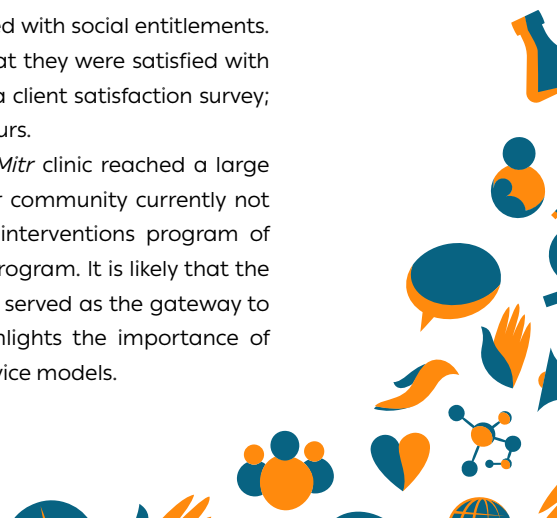 ed with social entitlements.
at they were satisfied with
a client satisfaction survey;
urs.
Mitr clinic reached a large
r community currently not
interventions program of
rogram. It is likely that the
served as the gateway to
hlights the importance of
vice models.